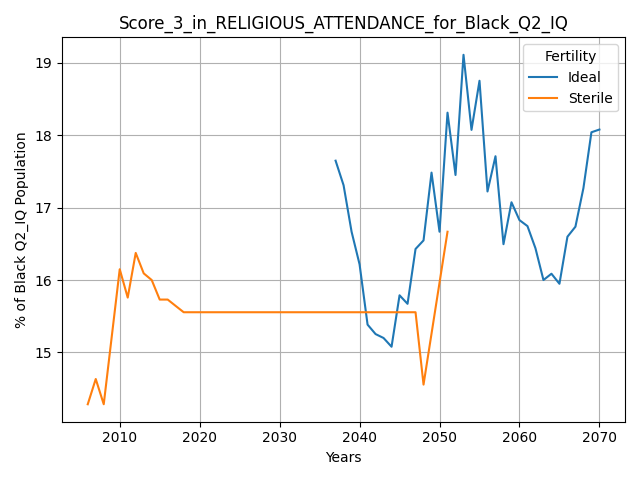 Score_3_in_RELIGIOUS_ATTENDANCE_for_Black_Q2_IQ
Fertility
Ideal
Sterile
% of Black Q2_IQ Population
19
18
17
16
15
2010 2020 2030 2040 2050 2060 2070
Years